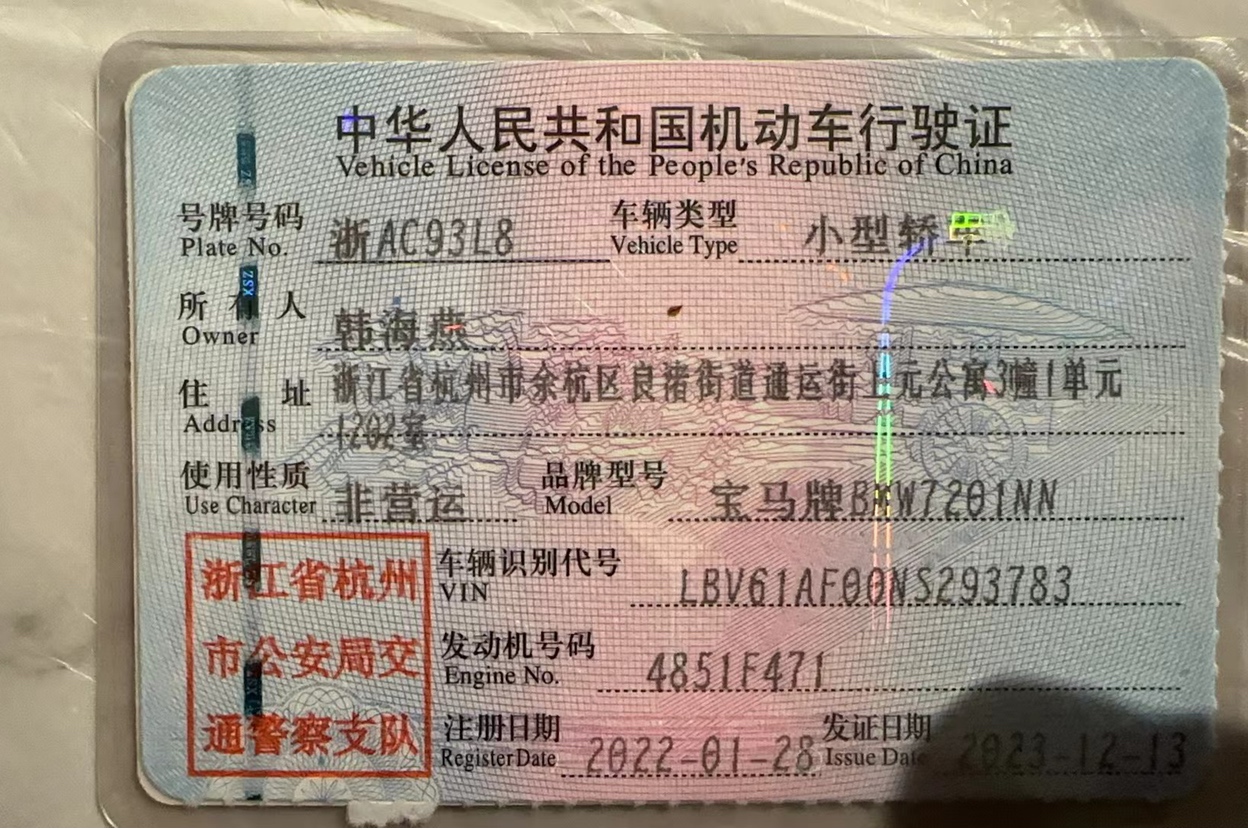 中华人民共和国机动车行驶证
Vehicle License of the People's Republic of China
号牌号码 浙AC93L8 车辆类型 小型轿车
Plate No. Vehicle Type
所有人 韩海燕
Owner
住址 浙江省杭州市余杭区良渚街道通运街上元公寓3幢1单元
Address 1202室
使用性质 非营运 品牌型号 宝马牌BMW7201NN
Use Character Model
车辆识别代号 LBV61AF00NS293783
VIN
发动机号码 4851F471
Engine No.
注册日期 2022-01-28 发证日期 2023-12-13
Register Date Issue Date
浙江省杭州
市公安局交
通警察支队
XSZ